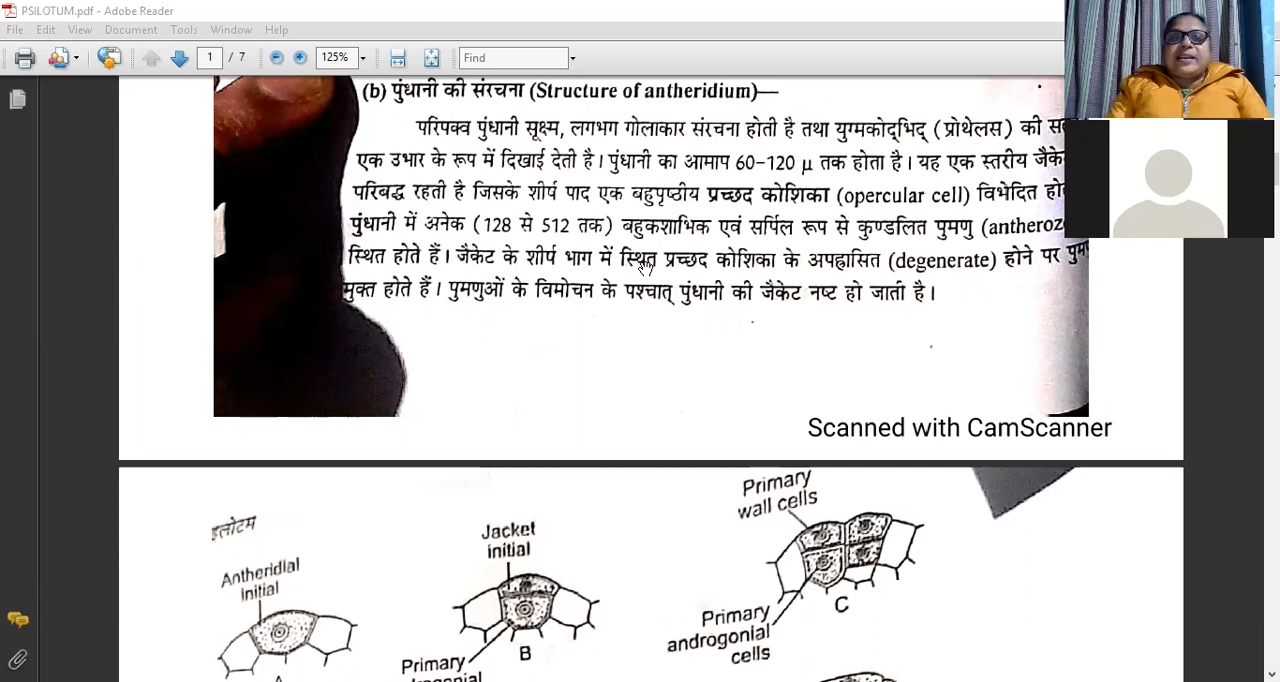 PSILOTUM.pdf - Adobe Reader
File Edit View Document Tools Window Help
1 / 7 125% Find
(b) पुंधानी की संरचना (Structure of antheridium)—
परिपक्व पुंधानी सूक्ष्म, लगभग गोलाकार संरचना होती है तथा युग्मकोद्भिद् (प्रोथेलस) की
एक उभार के रूप में दिखाई देती है। पुंधानी का आमाप 60-120 μ तक होता है। यह एक स्तरीय
परिबद्ध रहती है जिसके शीर्ष पाद एक बहुपृष्ठीय प्रच्छद कोशिका (opercular cell) विभेदित
पुंधानी में अनेक (128 से 512 तक) बहुकशाभिक एवं सर्पिल रूप से कुण्डलित पुमणु
स्थित होते हैं। जैकेट के शीर्ष भाग में स्थित प्रच्छद कोशिका के अपह्रासित (degenerate) होने पर
मुक्त होते हैं। पुमणुओं के विमोचन के पश्चात् पुंधानी की जैकेट नष्ट हो जाती है।
Scanned with CamScanner
इलोटम
Antheridial
initial
Jacket
initial
B
Primary
Primary
wall cells
Primary
androgonial
cells
C